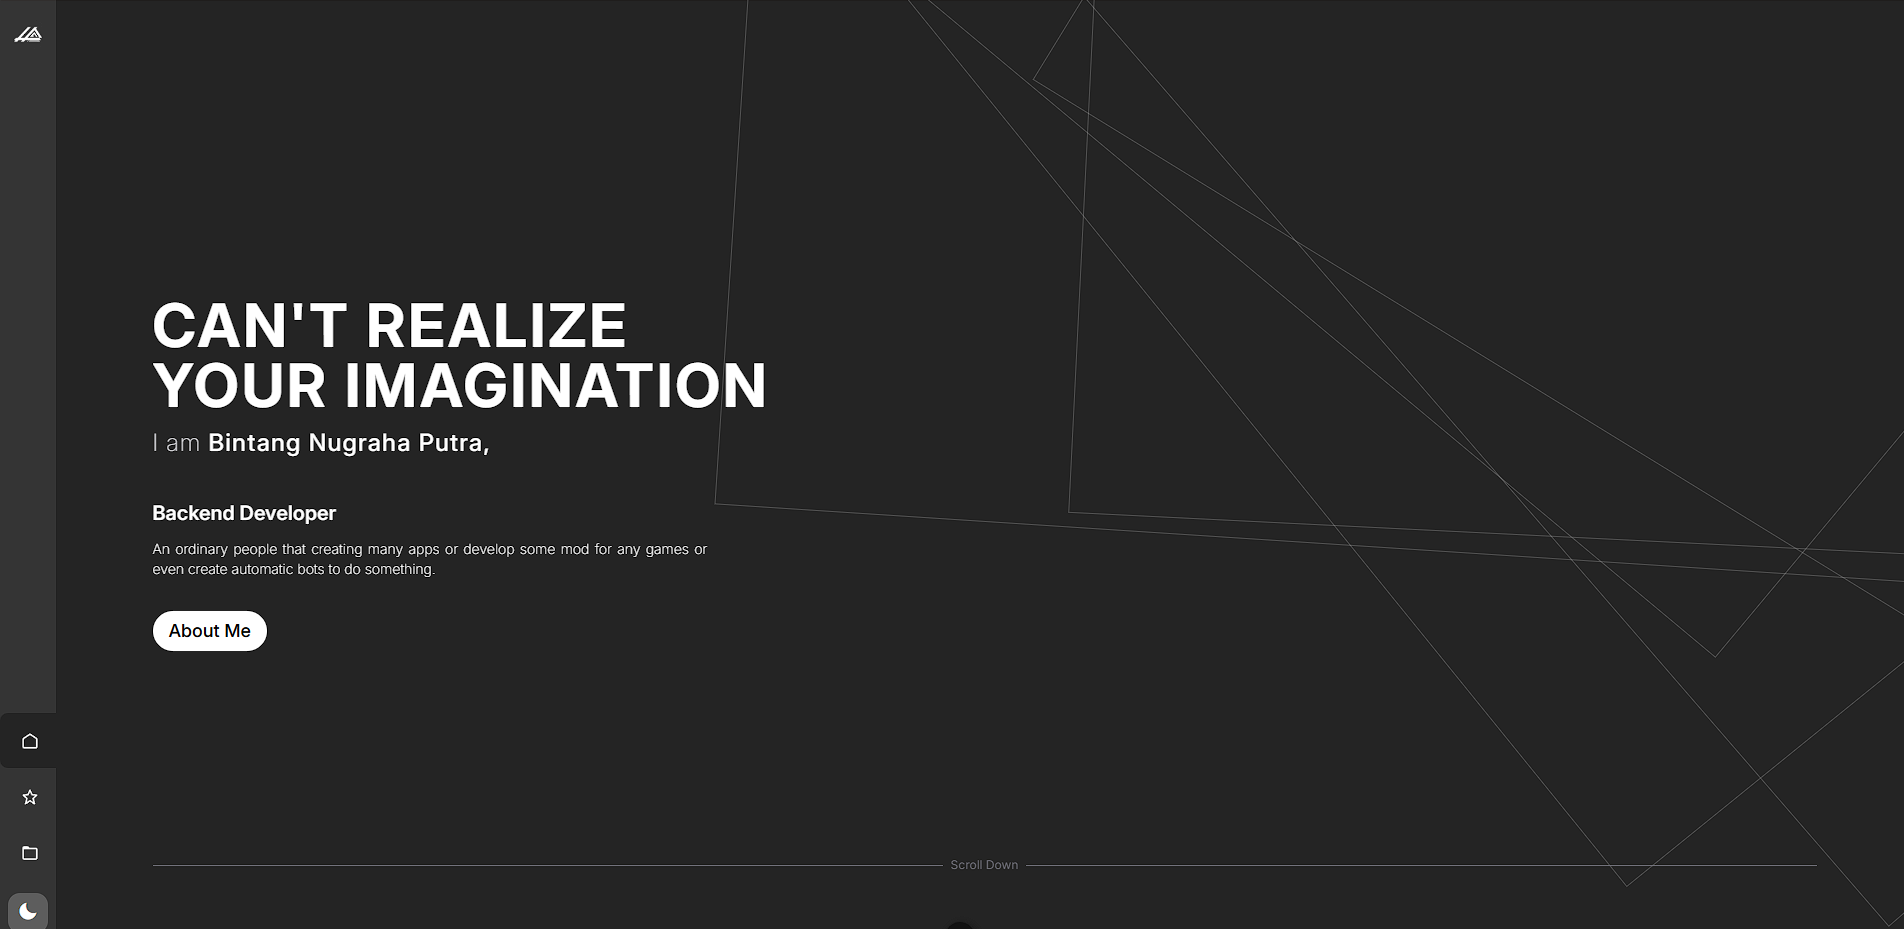 CAN'T REALIZE
YOUR IMAGINATION
I am Bintang Nugraha Putra,
Backend Developer
An ordinary people that creating many apps or develop some mod for any games or
even create automatic bots to do something.
About Me
Scroll Down